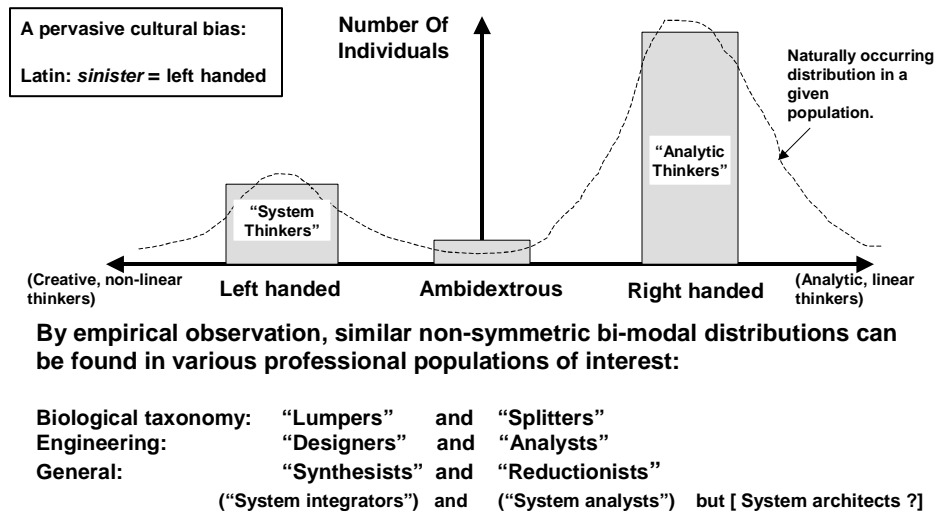 A pervasive cultural bias:
Latin: sinister = left handed
Number Of
Individuals
Naturally occurring
distribution in a
given
population.
“Analytic
Thinkers”
“System
Thinkers”
(Creative, non-linear
thinkers)
Left handed
Ambidextrous
Right handed
(Analytic, linear
thinkers)
By empirical observation, similar non-symmetric bi-modal distributions can
be found in various professional populations of interest:
Biological taxonomy: “Lumpers” and “Splitters”
Engineering: “Designers” and “Analysts”
General: “Synthesists” and “Reductionists”
(“System integrators”) and (“System analysts”) but [ System architects ?]